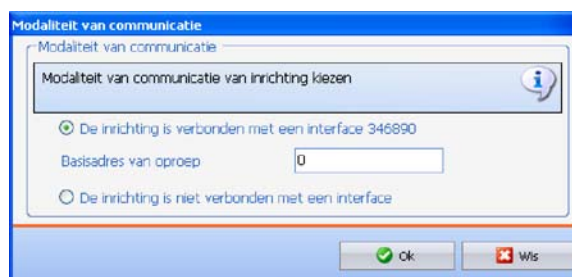 Modaliteit van communicatie
Modaliteit van communicatie
Modaliteit van communicatie van inrichting kiezen
De inrichting is verbonden met een interface 346890
Basisadres van oproep 0
De inrichting is niet verbonden met een interface
Ok Wis